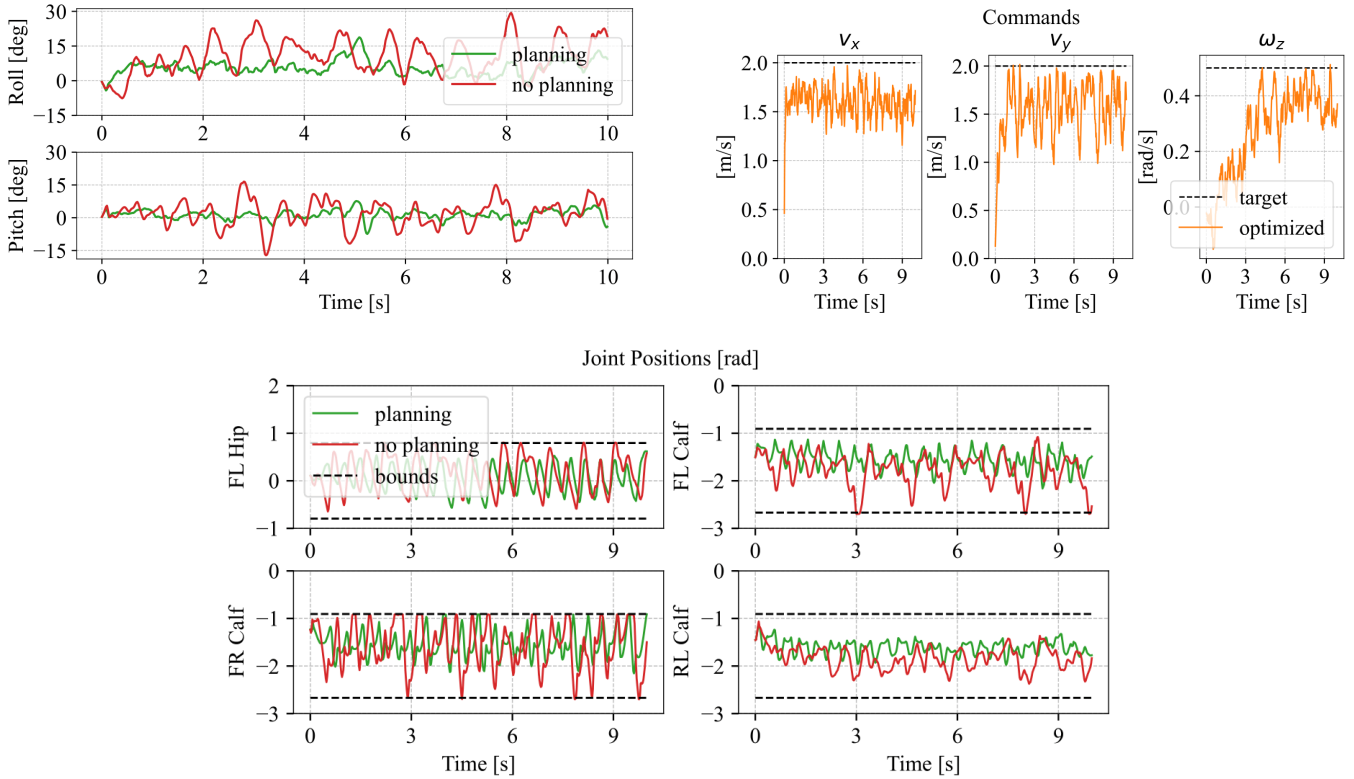 Roll [deg]
30
15
0
−15
planning
no planning
0 2 4 6 8 10
Pitch [deg]
30
15
0
−15
0 2 4 6 8 10
Time [s]
Commands
v_x
[m/s]
2.0
1.5
1.0
0.5
0.0
0 3 6 9
Time [s]
v_y
[m/s]
2.0
1.5
1.0
0.5
0.0
0 3 6 9
Time [s]
ω_z
[rad/s]
0.4
0.2
0.0
target
optimized
0 3 6 9
Time [s]
Joint Positions [rad]
FL Hip
2
1
0
−1
planning
no planning
bounds
0 3 6 9
FL Calf
0
−1
−2
−3
0 3 6 9
FR Calf
0
−1
−2
−3
0 3 6 9
Time [s]
RL Calf
0
−1
−2
−3
0 3 6 9
Time [s]